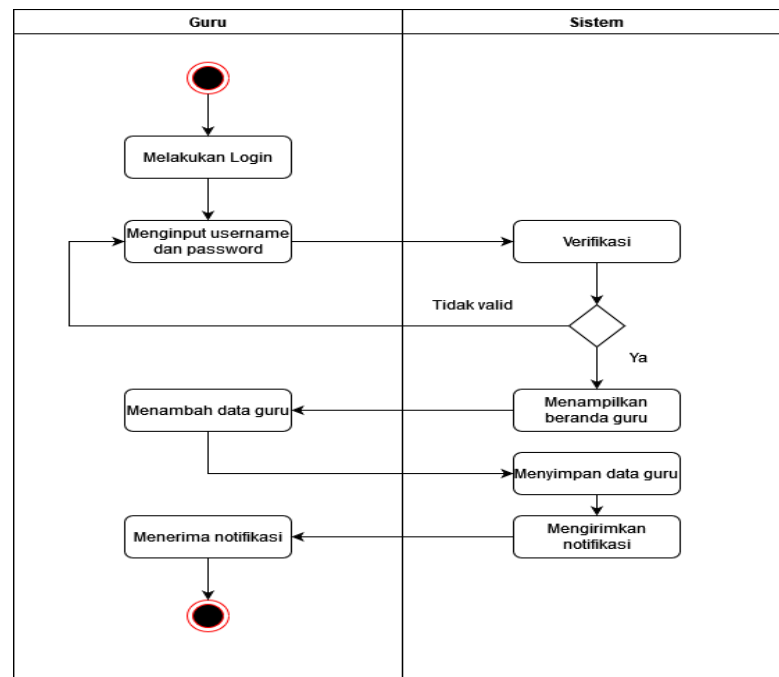 Guru
Sistem
Melakukan Login
Menginput username
dan password
Verifikasi
Tidak valid
Ya
Menampilkan
beranda guru
Menambah data guru
Menyimpan data guru
Mengirimkan
notifikasi
Menerima notifikasi